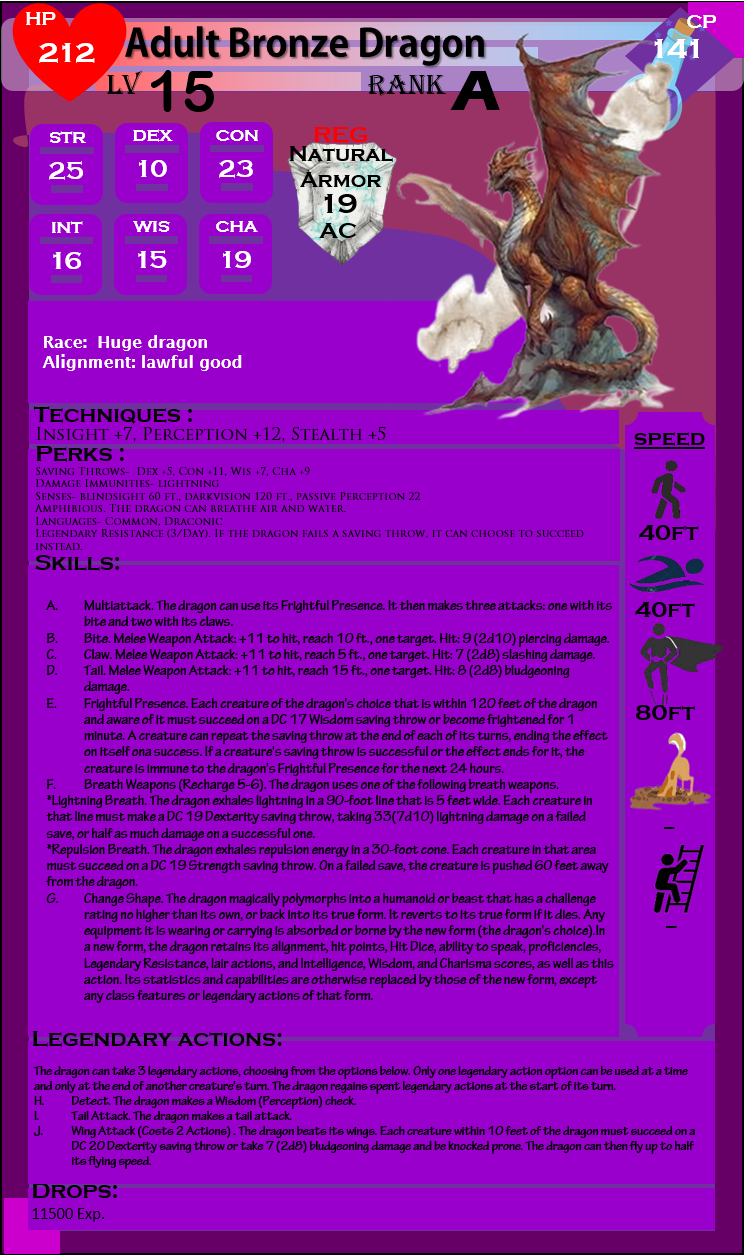 HP
212
Adult Bronze Dragon
CP
141
LV 15
RANK A
STR
25
DEX
10
CON
23
INT
16
WIS
15
CHA
19
REG
Natural
Armor
19
AC
Race:  Huge dragon
Alignment: lawful good
Techniques :
Insight +7, Perception +12, Stealth +5
Perks :
Saving Throws-  Dex +5, Con +11, Wis +7, Cha +9
Damage Immunities- lightning
Senses- blindsight 60 ft., darkvision 120 ft., passive Perception 22
Amphibious. The dragon can breathe air and water.
Languages- Common, Draconic
Legendary Resistance (3/Day). If the dragon fails a saving throw, it can choose to succeed
instead.
Skills:
A. Multiattack. The dragon can use its Frightful Presence. It then makes three attacks: one with its
bite and two with its claws.
B. Bite. Melee Weapon Attack: +11 to hit, reach 10 ft., one target. Hit: 9 (2d10) piercing damage.
C. Claw. Melee Weapon Attack: +11 to hit, reach 5 ft., one target. Hit: 7 (2d8) slashing damage.
D. Tail. Melee Weapon Attack: +11 to hit, reach 15 ft., one target. Hit: 8 (2d8) bludgeoning
damage.
E. Frightful Presence. Each creature of the dragon's choice that is within 120 feet of the dragon
and aware of it must succeed on a DC 17 Wisdom saving throw or become frightened for 1
minute. A creature can repeat the saving throw at the end of each of its turns, ending the effect
on itself ona success. If a creature's saving throw is successful or the effect ends for it, the
creature is immune to the dragon's Frightful Presence for the next 24 hours.
F. Breath Weapons (Recharge 5-6). The dragon uses one of the following breath weapons.
*Lightning Breath. The dragon exhales lightning in a 90-foot line that is 5 feet wide. Each creature in
that line must make a DC 19 Dexterity saving throw, taking 33(7d10) lightning damage on a failed
save, or half as much damage on a successful one.
*Repulsion Breath. The dragon exhales repulsion energy in a 30-foot cone. Each creature in that area
must succeed on a DC 19 Strength saving throw. On a failed save, the creature is pushed 60 feet away
from the dragon.
G. Change Shape. The dragon magically polymorphs into a humanoid or beast that has a challenge
rating no higher than its own, or back into its true form. It reverts to its true form if it dies. Any
equipment it is wearing or carrying is absorbed or borne by the new form (the dragon's choice).In
a new form, the dragon retains its alignment, hit points, Hit Dice, ability to speak, proficiencies,
Legendary Resistance, lair actions, and Intelligence, Wisdom, and Charisma scores, as well as this
action. Its statistics and capabilities are otherwise replaced by those of the new form, except
any class features or legendary actions of that form.
SPEED
40FT
40FT
80FT
–
–
Legendary actions:
The dragon can take 3 legendary actions, choosing from the options below. Only one legendary action option can be used at a time
and only at the end of another creature's turn. The dragon regains spent legendary actions at the start of its turn.
H. Detect. The dragon makes a Wisdom (Perception) check.
I. Tail Attack. The dragon makes a tail attack.
J. Wing Attack (Costs 2 Actions) . The dragon beats its wings. Each creature within 10 feet of the dragon must succeed on a
DC 20 Dexterity saving throw or take 7 (2d8) bludgeoning damage and be knocked prone. The dragon can then fly up to half
its flying speed.
Drops:
11500 Exp.